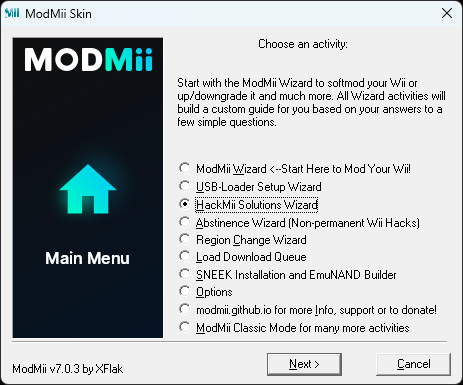 ModMii Skin
MODMii
Main Menu
Choose an activity:
Start with the ModMii Wizard to softmod your Wii or
up/downgrade it and much more. All Wizard activities will
build a custom guide for you based on your answers to a
few simple questions.
ModMii Wizard <--Start Here to Mod Your Wii!
USB-Loader Setup Wizard
HackMii Solutions Wizard
Abstinence Wizard (Non-permanent Wii Hacks)
Region Change Wizard
Load Download Queue
SNEEK Installation and EmuNAND Builder
Options
modmii.github.io for more Info, support or to donate!
ModMii Classic Mode for many more activities
ModMii v7.0.3 by XFlak
Next >
Cancel